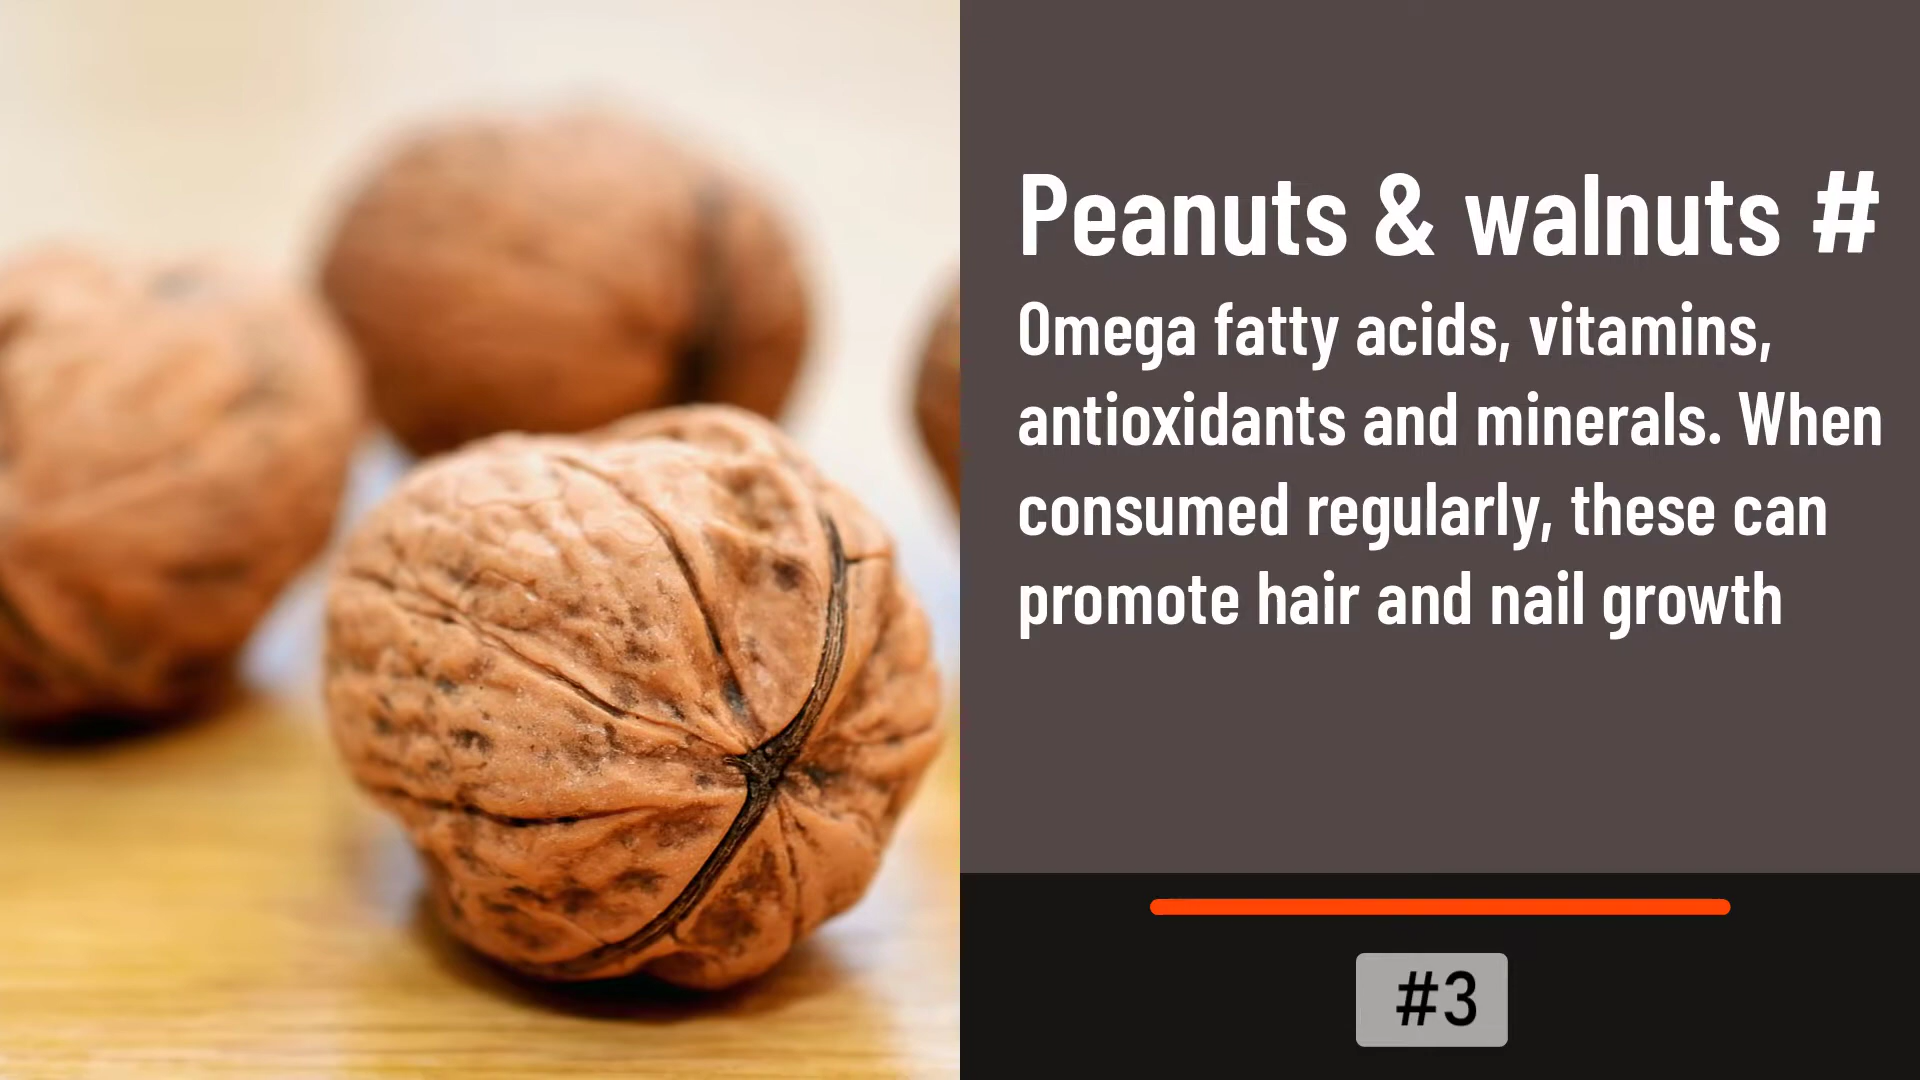 Peanuts & walnuts #
Omega fatty acids, vitamins,
antioxidants and minerals. When
consumed regularly, these can
promote hair and nail growth
#3